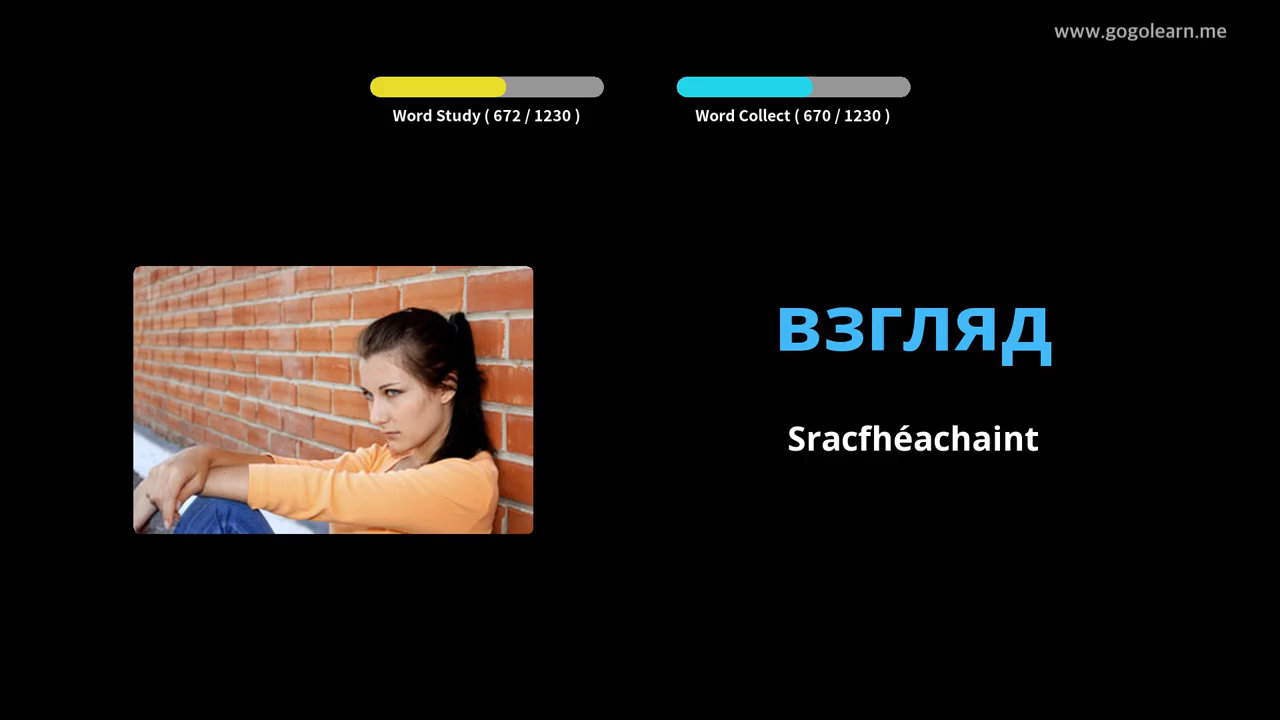 www.gogolearn.me
Word Study ( 672 / 1230 )
Word Collect ( 670 / 1230 )
взгляд
Sracfhéachaint